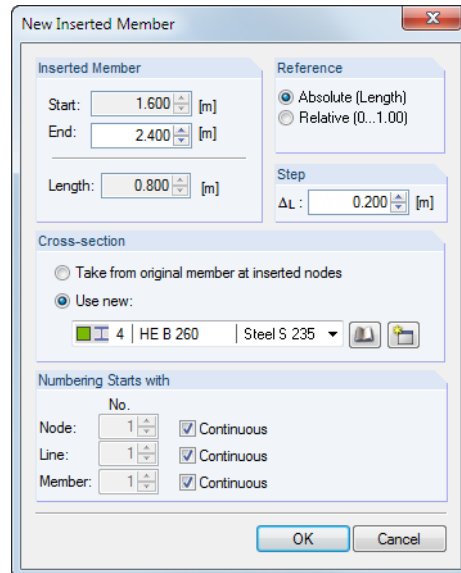 New Inserted Member
Inserted Member
Start: 1.600 [m]
End: 2.400 [m]
Length: 0.800 [m]
Reference
Absolute (Length)
Relative (0...1.00)
Step
ΔL : 0.200 [m]
Cross-section
Take from original member at inserted nodes
Use new:
4 | HE B 260 | Steel S 235
Numbering Starts with
No.
Node: 1 Continuous
Line: 1 Continuous
Member: 1 Continuous
OK Cancel